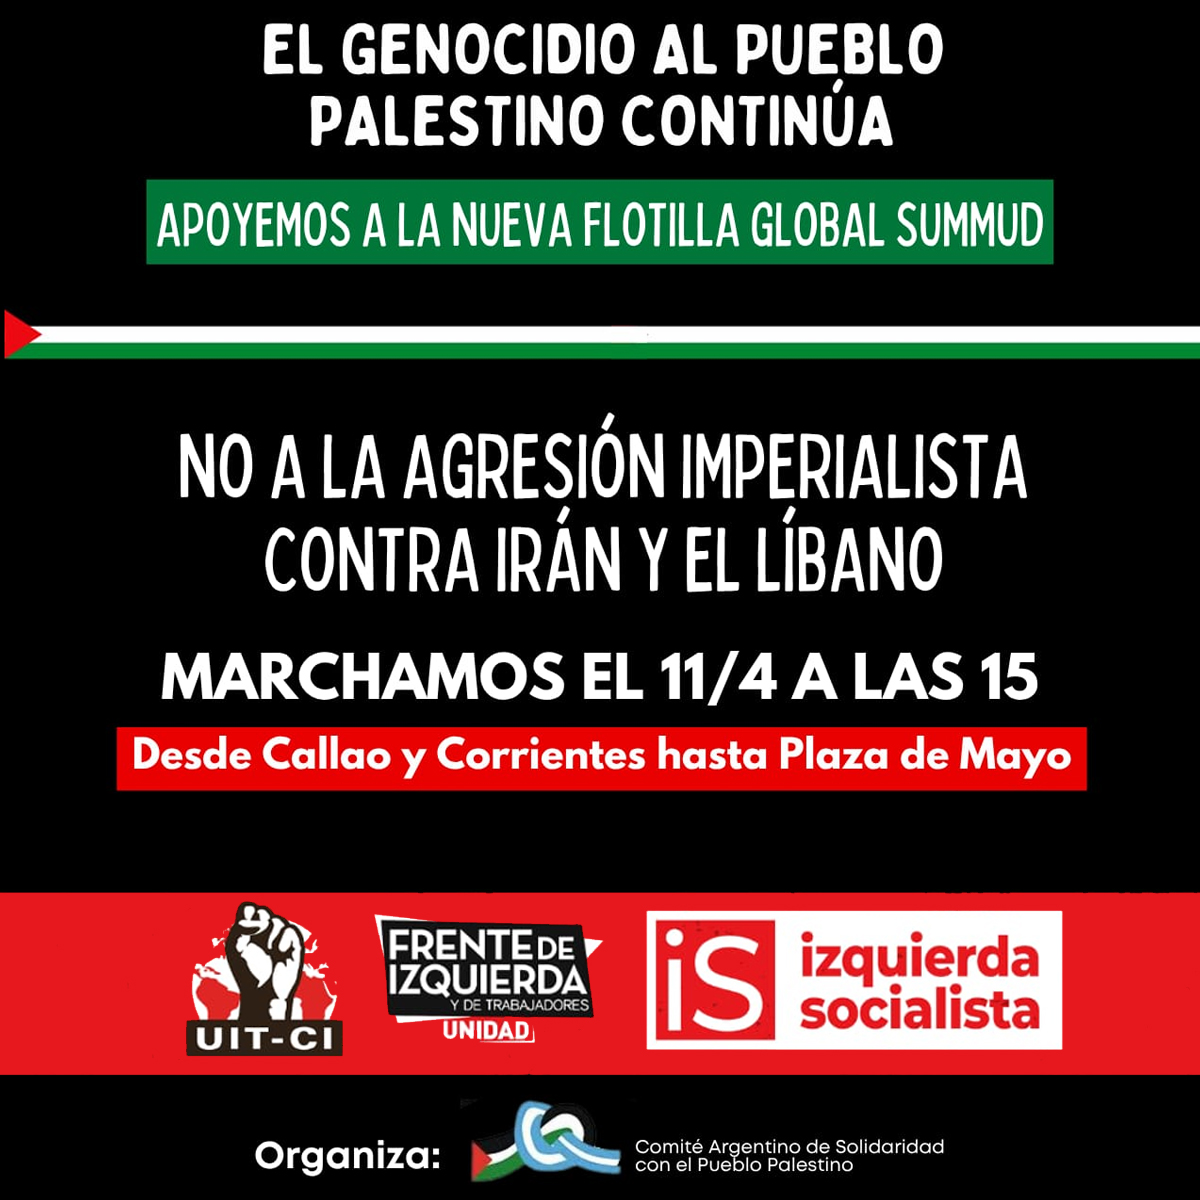 EL GENOCIDIO AL PUEBLO
PALESTINO CONTINÚA
APOYEMOS A LA NUEVA FLOTILLA GLOBAL SUMMUD
NO A LA AGRESIÓN IMPERIALISTA
CONTRA IRÁN Y EL LÍBANO
MARCHAMOS EL 11/4 A LAS 15
Desde Callao y Corrientes hasta Plaza de Mayo
UIT-CI
FRENTE DE
IZQUIERDA
Y DE TRABAJADORES
UNIDAD
iS
izquierda
socialista
Organiza:
Comité Argentino de Solidaridad
con el Pueblo Palestino